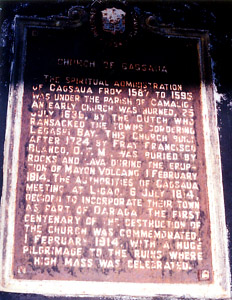 CHURCH OF CAGSAUA
THE SPIRITUAL ADMINISTRATION
OF CAGSAUA FROM 1587 TO 1595
WAS UNDER THE PARISH OF CAMALIG.
AN EARLY CHURCH WAS BURNED, 25
JULY 1636, BY THE DUTCH WHO
RANSACKED THE TOWNS BORDERING
LEGASPI BAY. THIS CHURCH BUILT
AFTER 1724 BY FRAY FRANCISCO
BLANCO, O.F.M., WAS BURIED BY
ROCKS AND LAVA DURING THE ERUP-
TION OF MAYON VOLCANO 1 FEBRUARY
1814. THE AUTHORITIES OF CAGSAUA
MEETING AT LIGAO, 6 JULY 18
DECIDED TO INCORPORATE THEIR TOWN
AS PART OF DARAGA. THE FIRST
CENTENARY OF THE DESTRUCTION OF
THE CHURCH WAS COMMEMORATED
1 FEBRUARY 1914, WITH A HUGE
PILGRIMAGE TO THE RUINS WHERE
HIGH MASS WAS CELEBRATED.